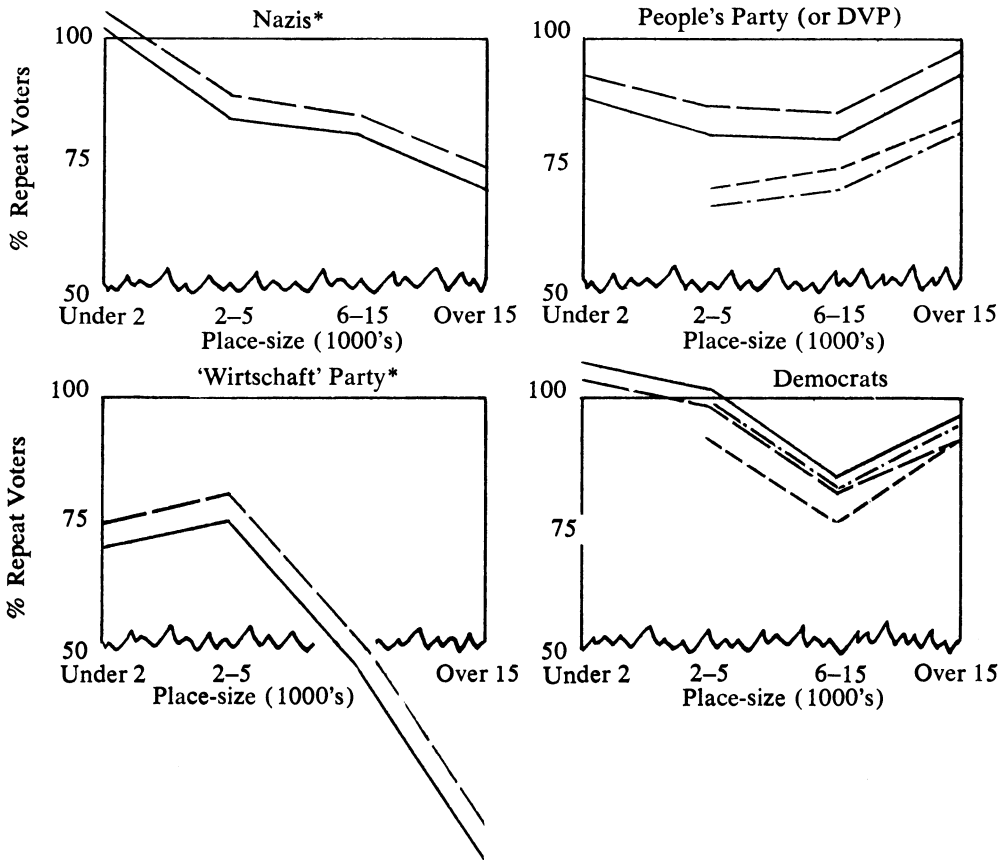 Nazis*
100
75
50
% Repeat Voters
Under 2 2–5 6–15 Over 15
Place-size (1000's)
People's Party (or DVP)
100
75
50
Under 2 2–5 6–15 Over 15
Place-size (1000's)
'Wirtschaft' Party*
100
75
50
% Repeat Voters
Under 2 2–5 Over 15
Place-size (1000's)
Democrats
100
75
50
Under 2 2–5 6–15 Over 15
Place-size (1000's)